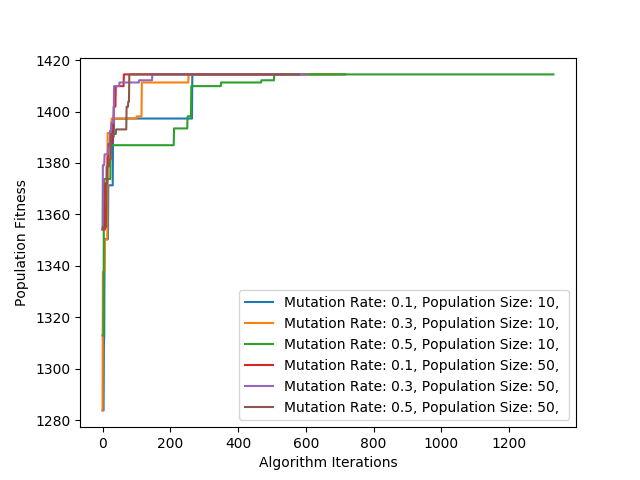 1420
1400
1380
1360
1340
1320
1300
1280
Population Fitness
Mutation Rate: 0.1, Population Size: 10,
Mutation Rate: 0.3, Population Size: 10,
Mutation Rate: 0.5, Population Size: 10,
Mutation Rate: 0.1, Population Size: 50,
Mutation Rate: 0.3, Population Size: 50,
Mutation Rate: 0.5, Population Size: 50,
0 200 400 600 800 1000 1200
Algorithm Iterations